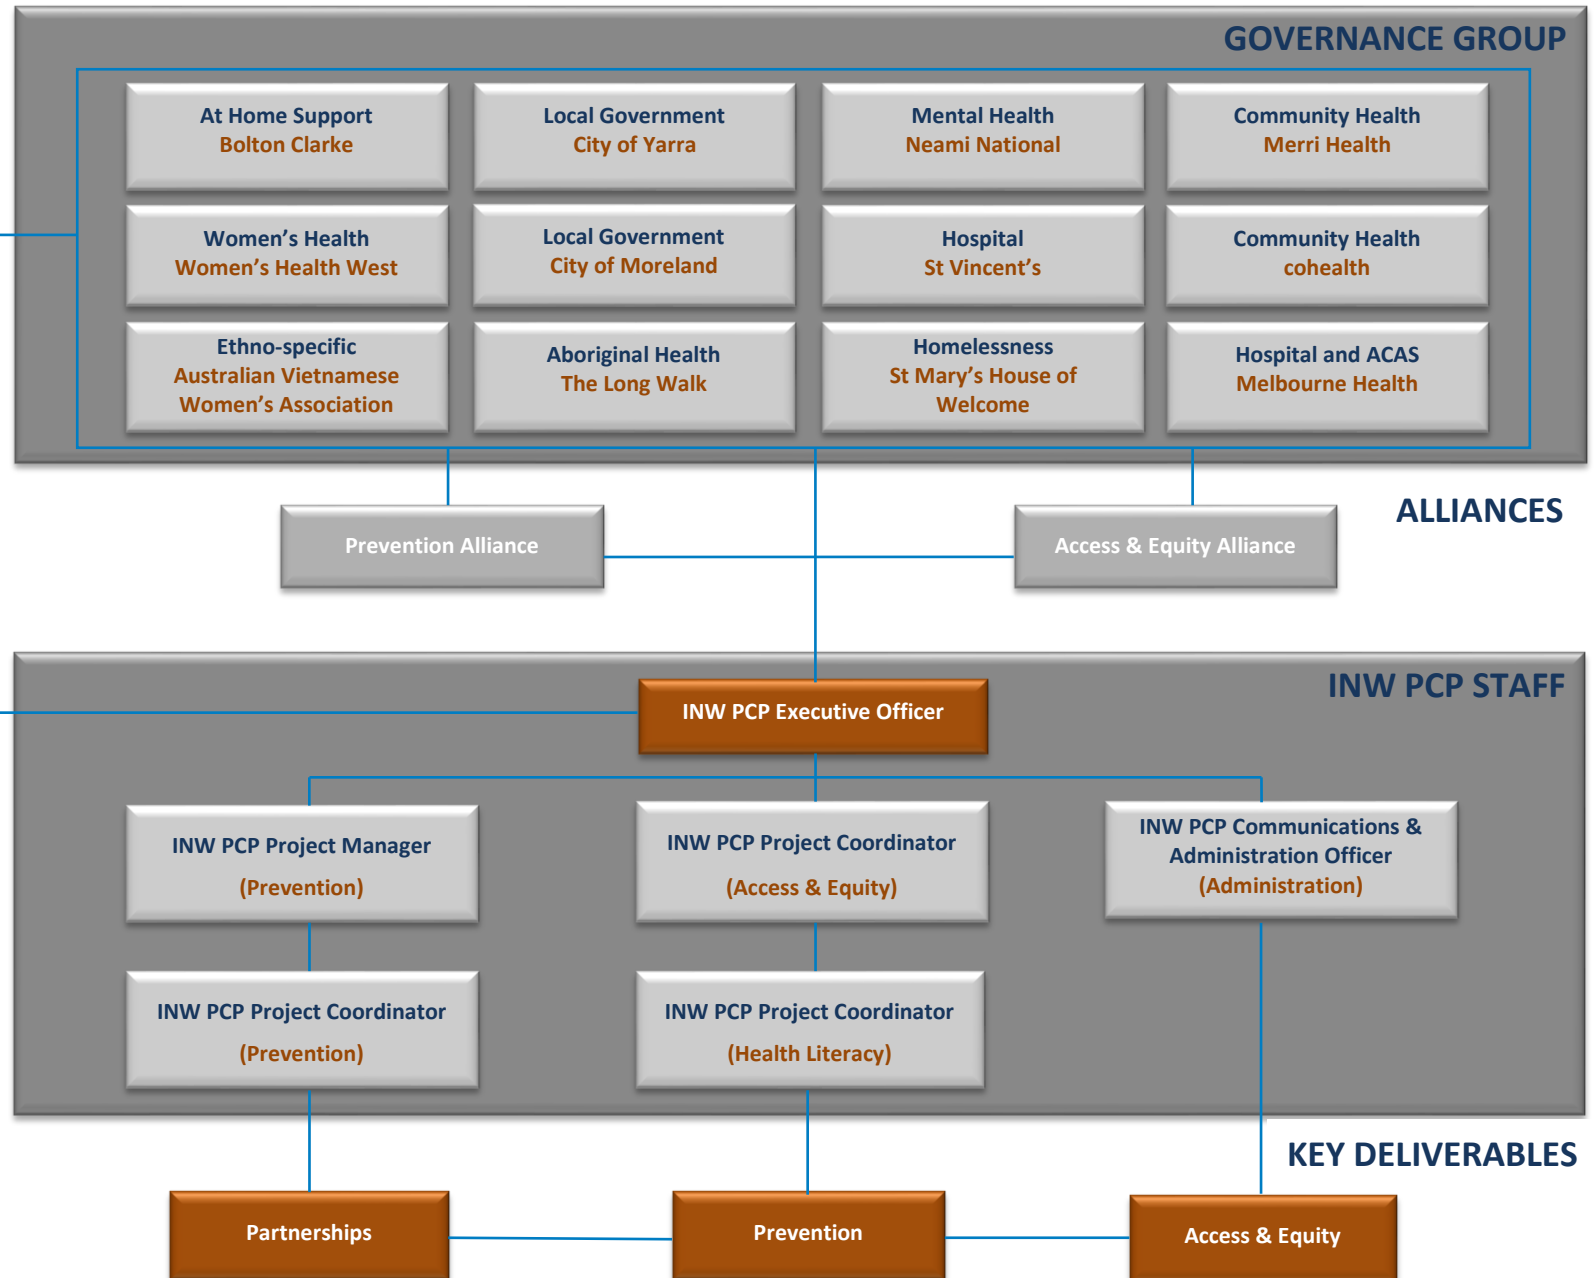 GOVERNANCE GROUP
At Home Support
Bolton Clarke
Local Government
City of Yarra
Mental Health
Neami National
Community Health
Merri Health
Women’s Health
Women’s Health West
Local Government
City of Moreland
Hospital
St Vincent’s
Community Health
cohealth
Ethno-specific
Australian Vietnamese
Women’s Association
Aboriginal Health
The Long Walk
Homelessness
St Mary’s House of
Welcome
Hospital and ACAS
Melbourne Health
ALLIANCES
Prevention Alliance
Access & Equity Alliance
INW PCP STAFF
INW PCP Executive Officer
INW PCP Project Manager
(Prevention)
INW PCP Project Coordinator
(Access & Equity)
INW PCP Communications &
Administration Officer
(Administration)
INW PCP Project Coordinator
(Prevention)
INW PCP Project Coordinator
(Health Literacy)
KEY DELIVERABLES
Partnerships
Prevention
Access & Equity